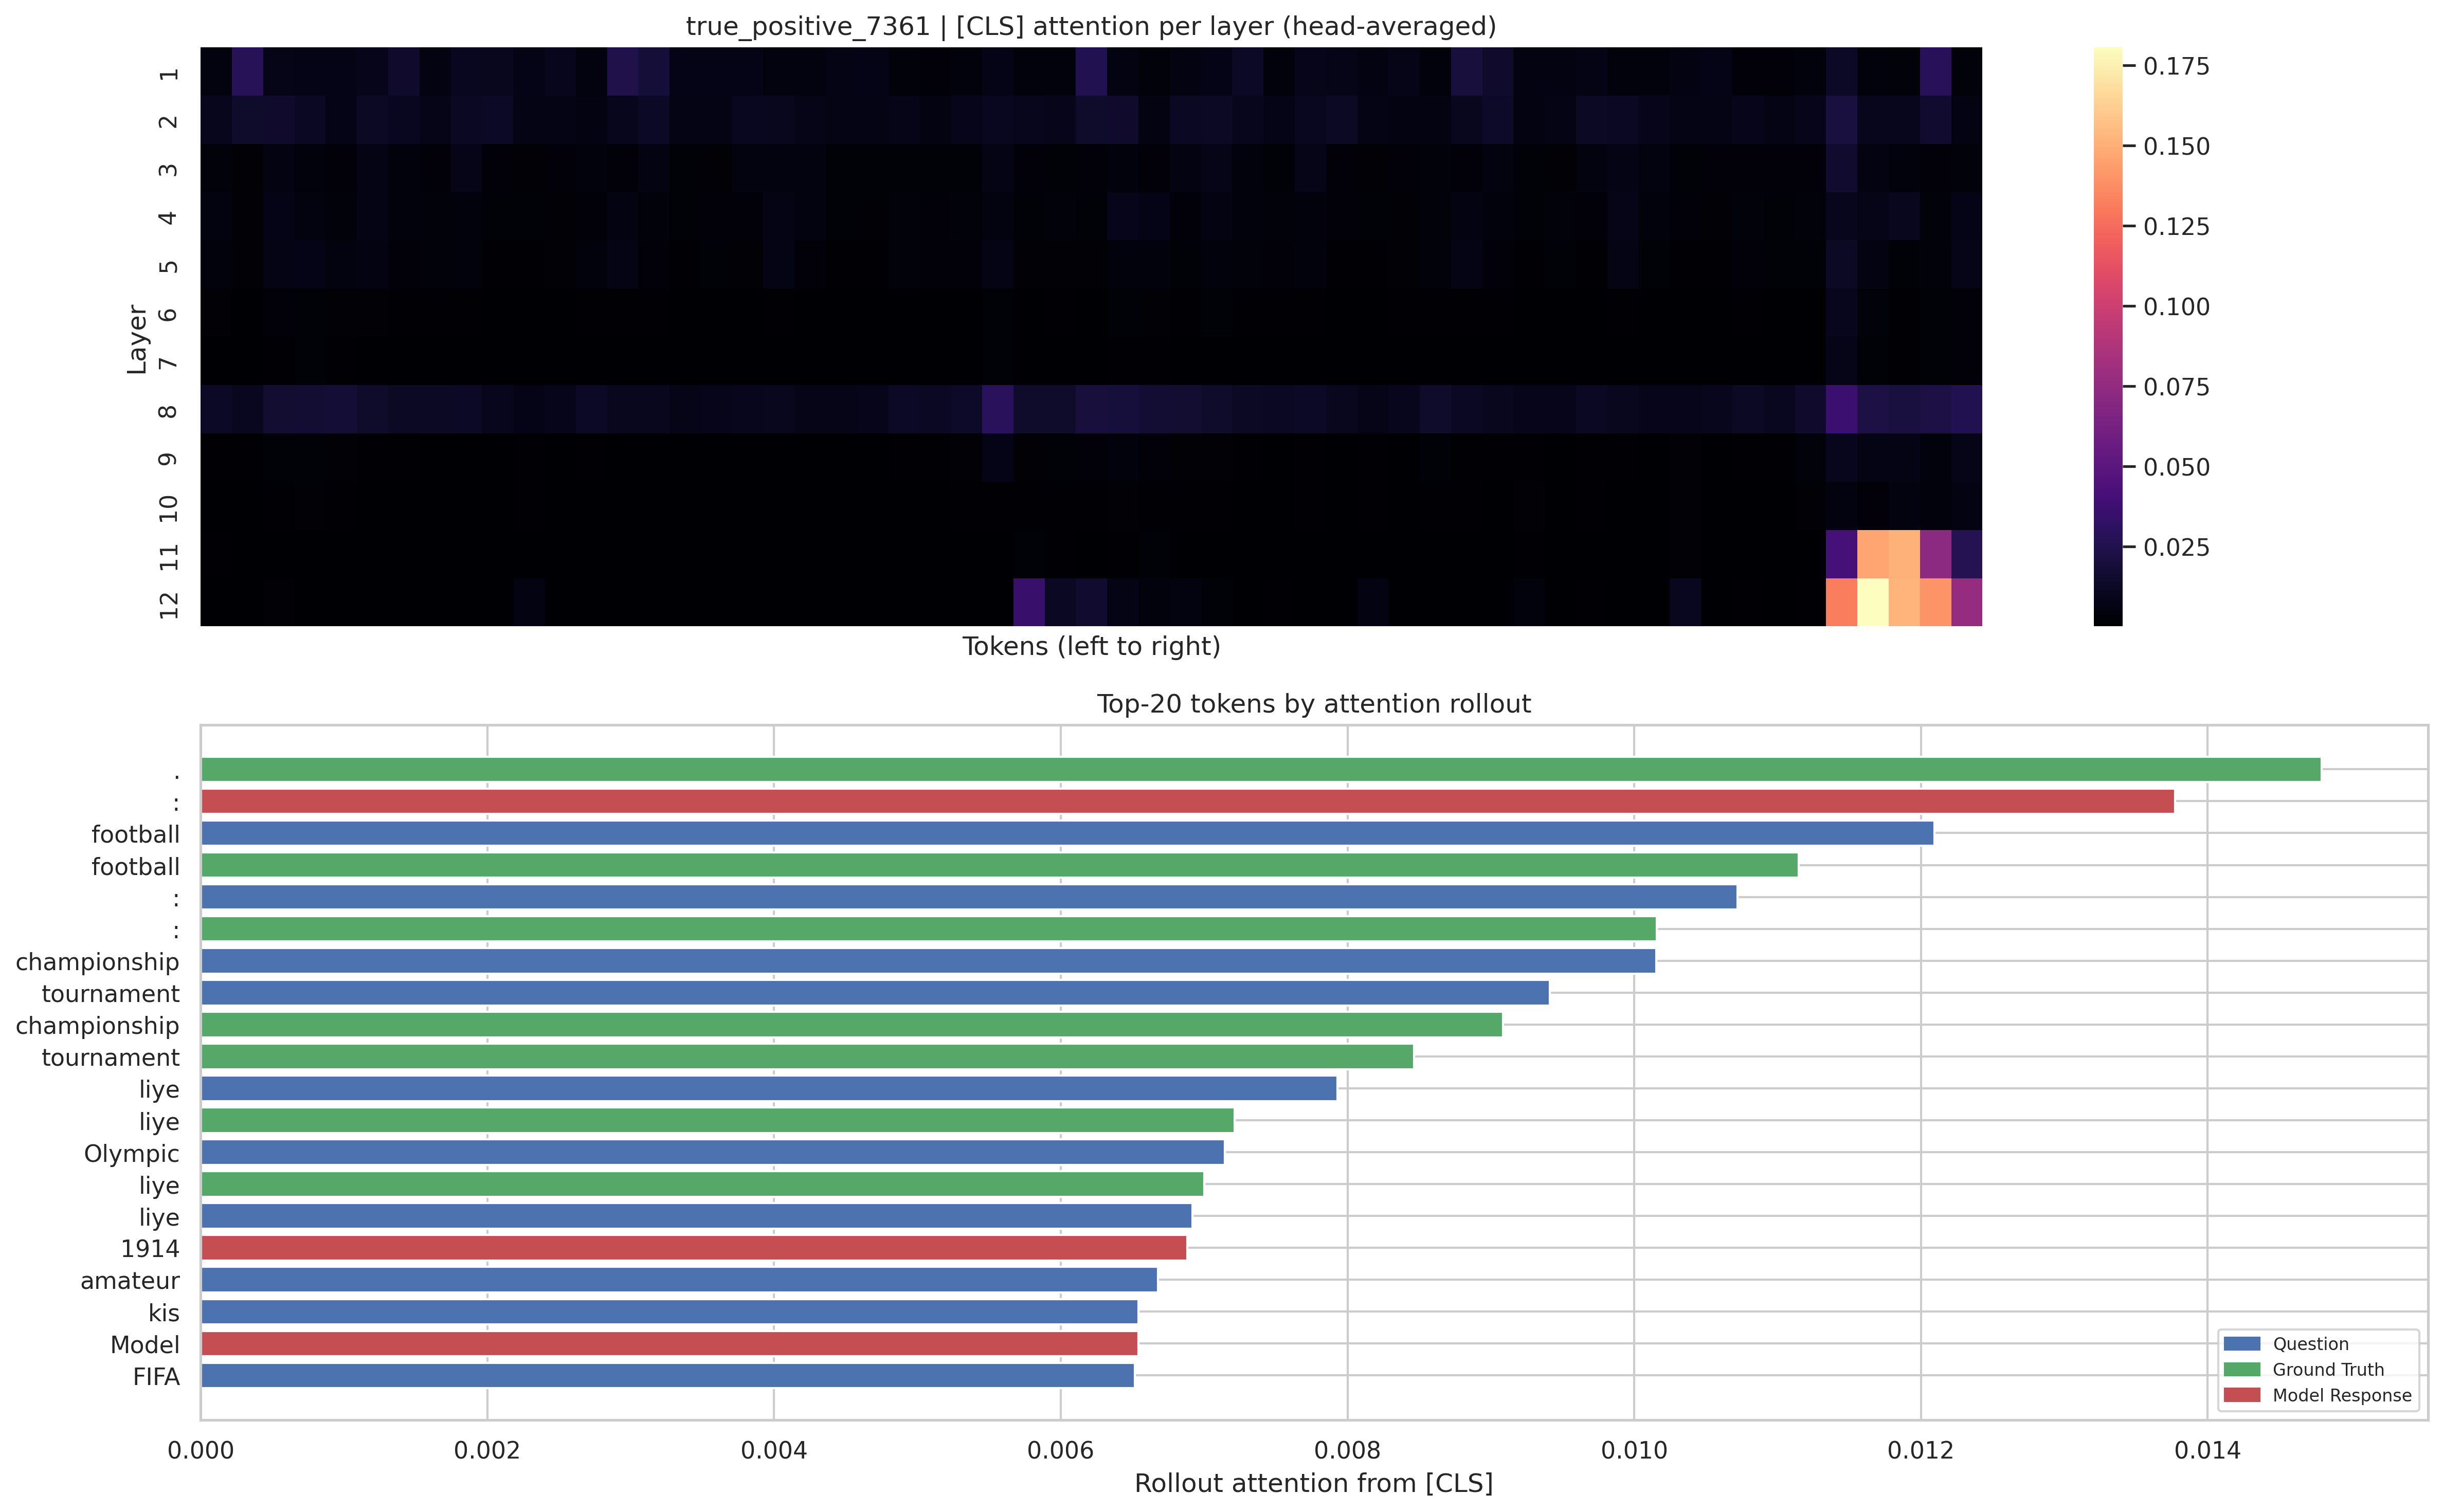 true_positive_7361 | [CLS] attention per layer (head-averaged)
Layer
1
2
3
4
5
6
7
8
9
10
11
12
Tokens (left to right)
0.175
0.150
0.125
0.100
0.075
0.050
0.025
Top-20 tokens by attention rollout
.
:
football
football
:
:
championship
tournament
championship
tournament
liye
liye
Olympic
liye
liye
1914
amateur
kis
Model
FIFA
Question
Ground Truth
Model Response
0.000 0.002 0.004 0.006 0.008 0.010 0.012 0.014
Rollout attention from [CLS]